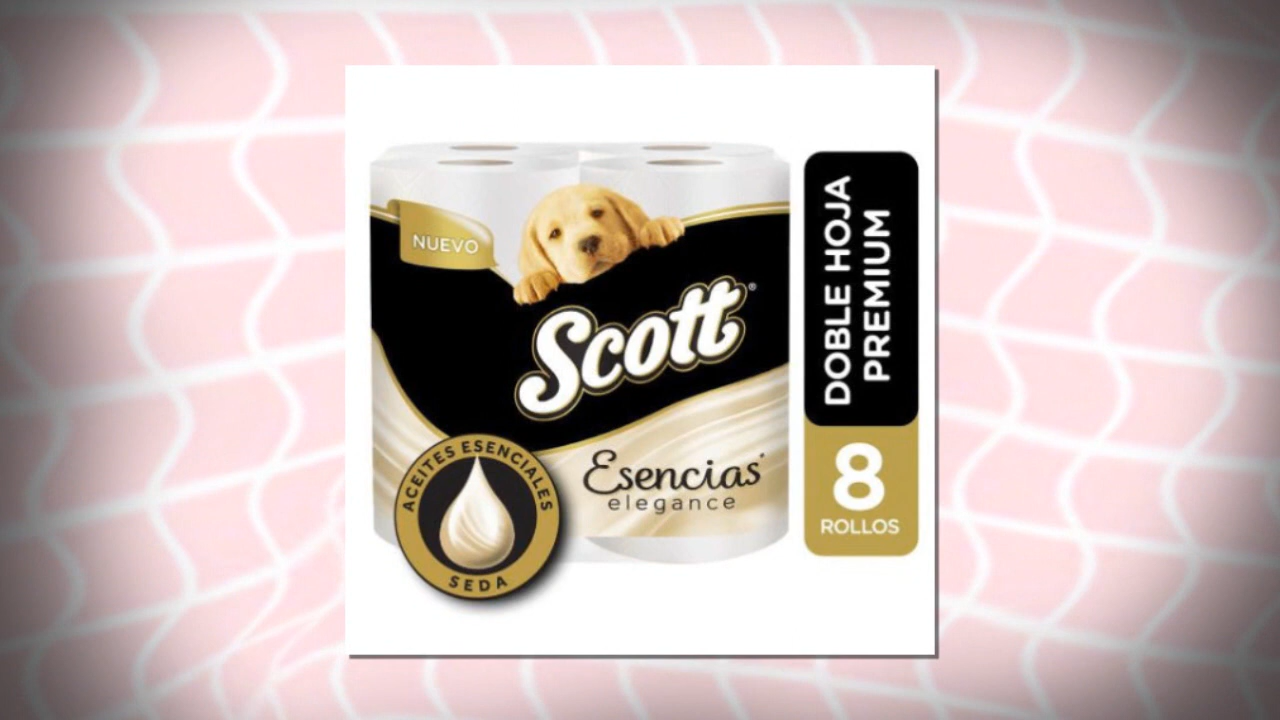 NUEVO
Scott®
Esencias*
elegance
ACEITES ESENCIALES
SEDA
DOBLE HOJA
PREMIUM
8
ROLLOS